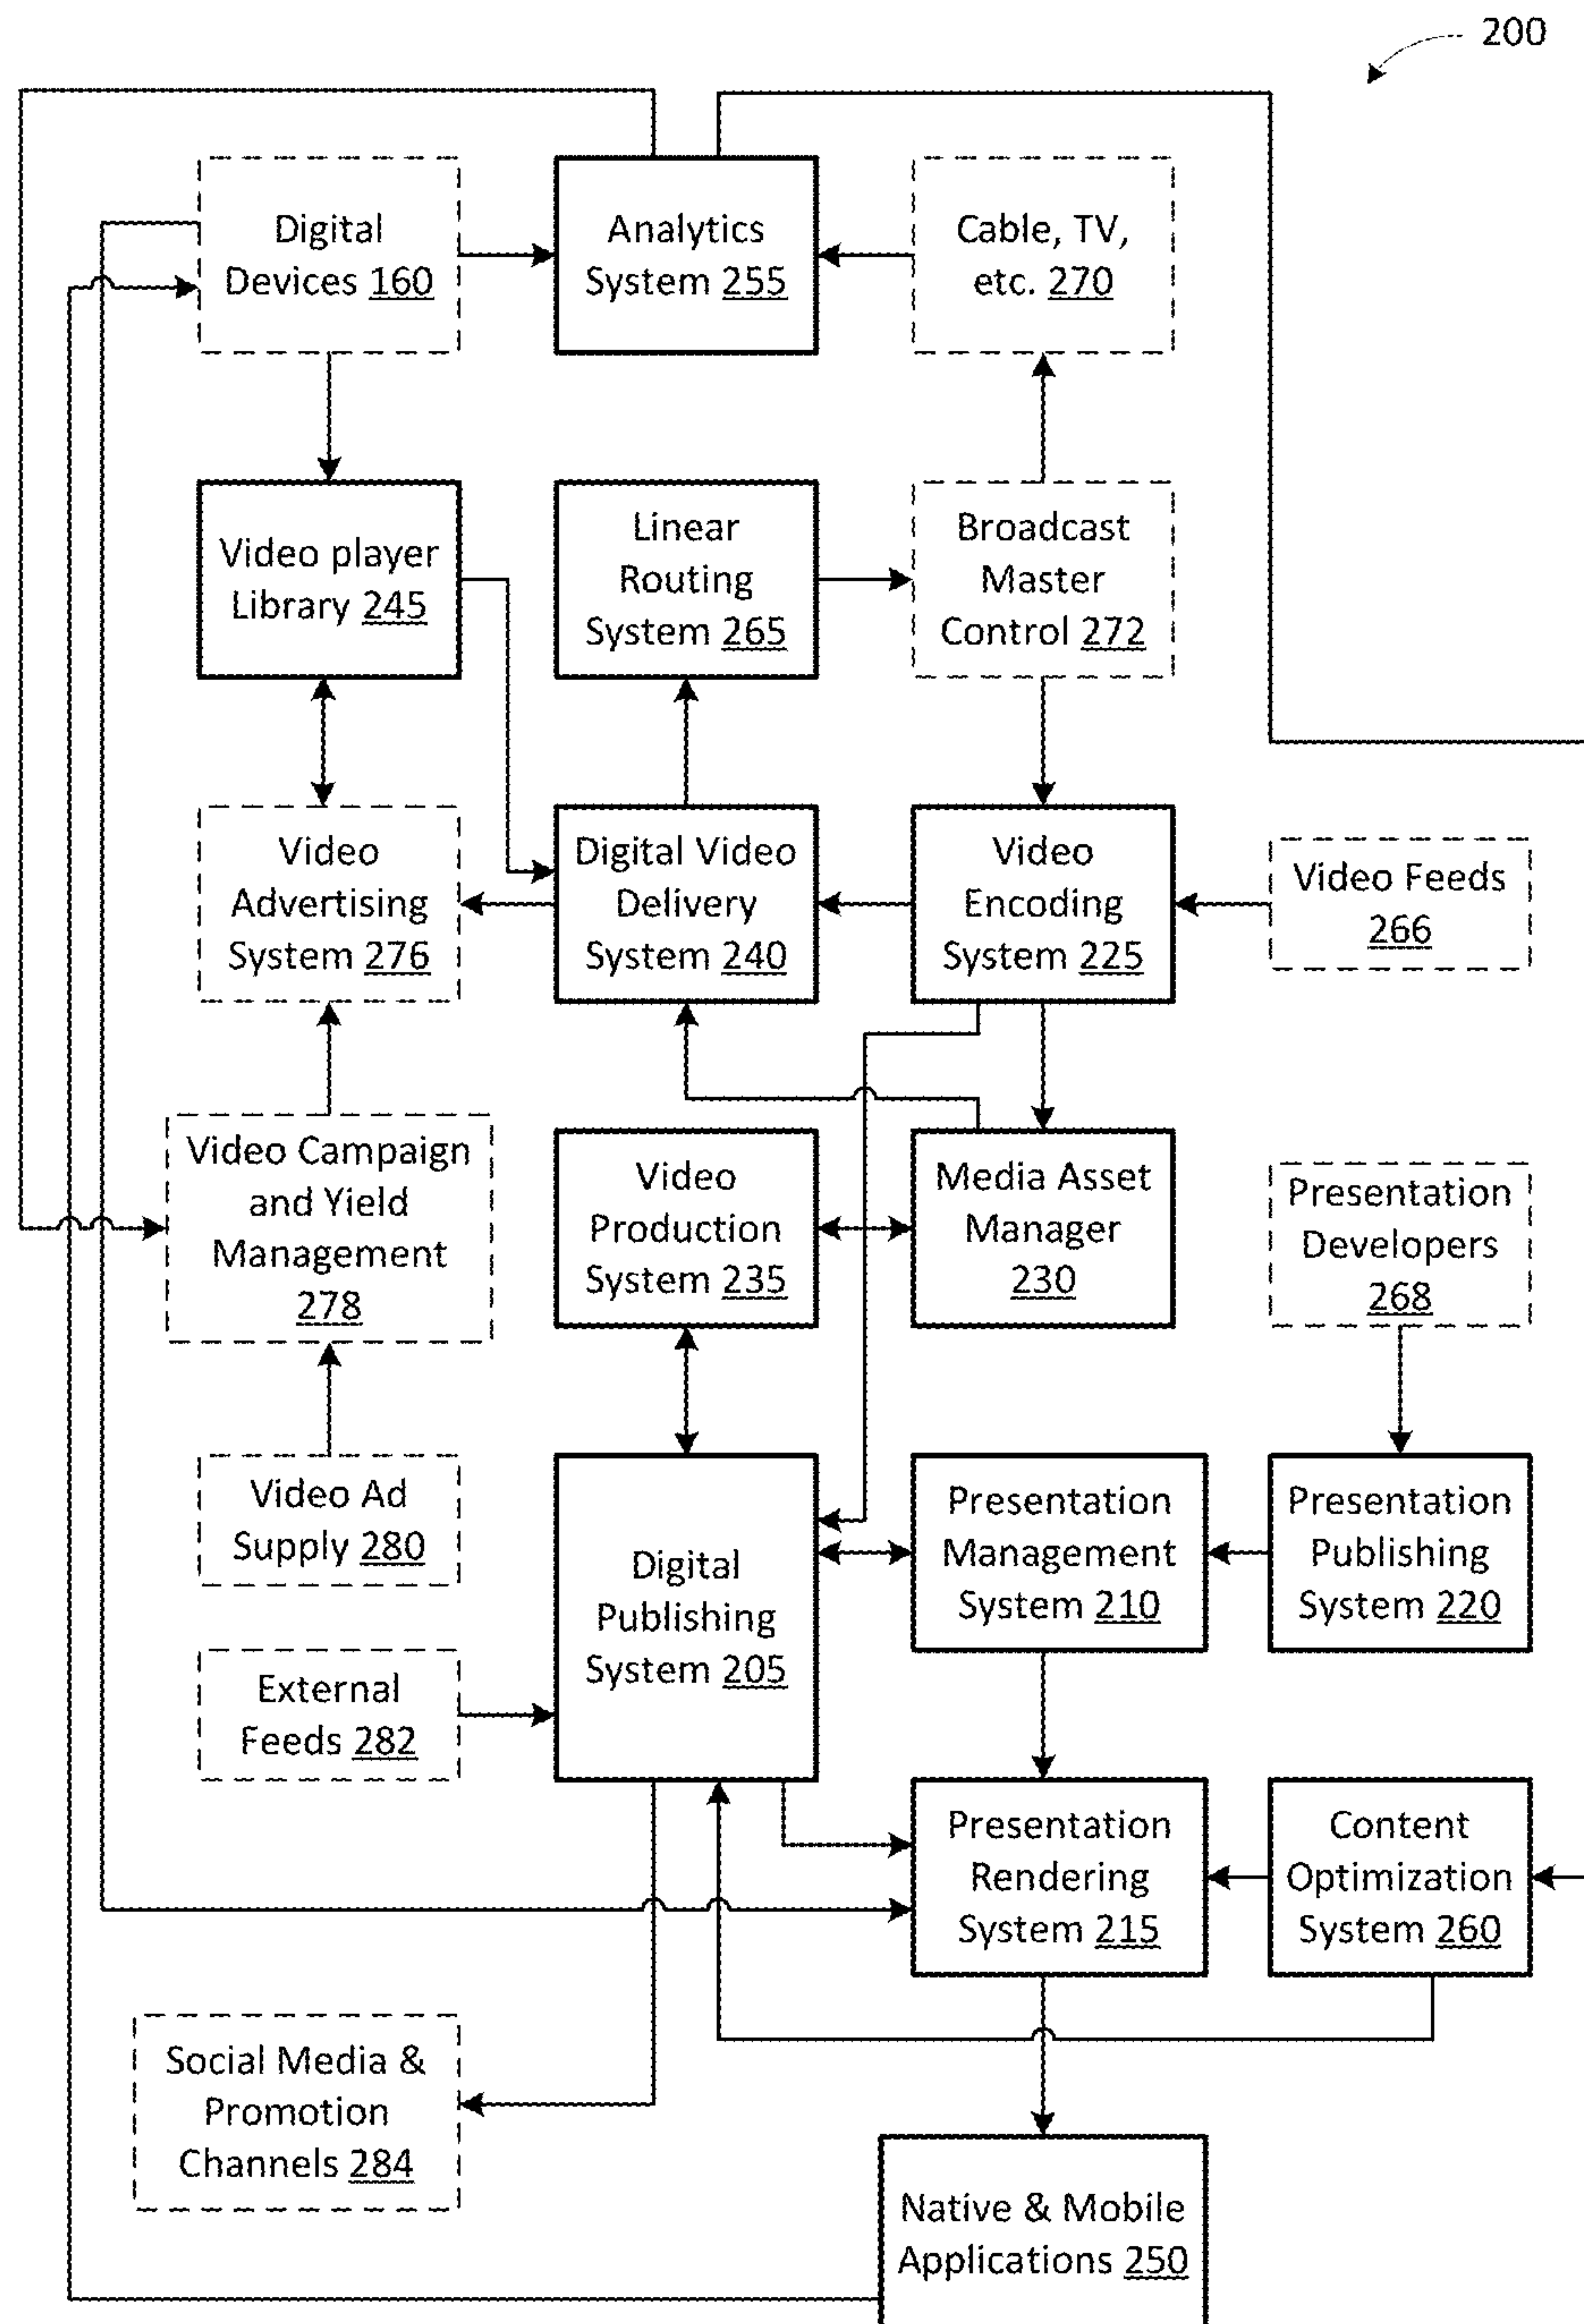 200
Digital
Devices 160
Analytics
System 255
Cable, TV,
etc. 270
Video player
Library 245
Linear
Routing
System 265
Broadcast
Master
Control 272
Video
Advertising
System 276
Digital Video
Delivery
System 240
Video
Encoding
System 225
Video Feeds
266
Video Campaign
and Yield
Management
278
Video
Production
System 235
Media Asset
Manager
230
Presentation
Developers
268
Video Ad
Supply 280
Digital
Publishing
System 205
Presentation
Management
System 210
Presentation
Publishing
System 220
External
Feeds 282
Presentation
Rendering
System 215
Content
Optimization
System 260
Social Media &
Promotion
Channels 284
Native & Mobile
Applications 250